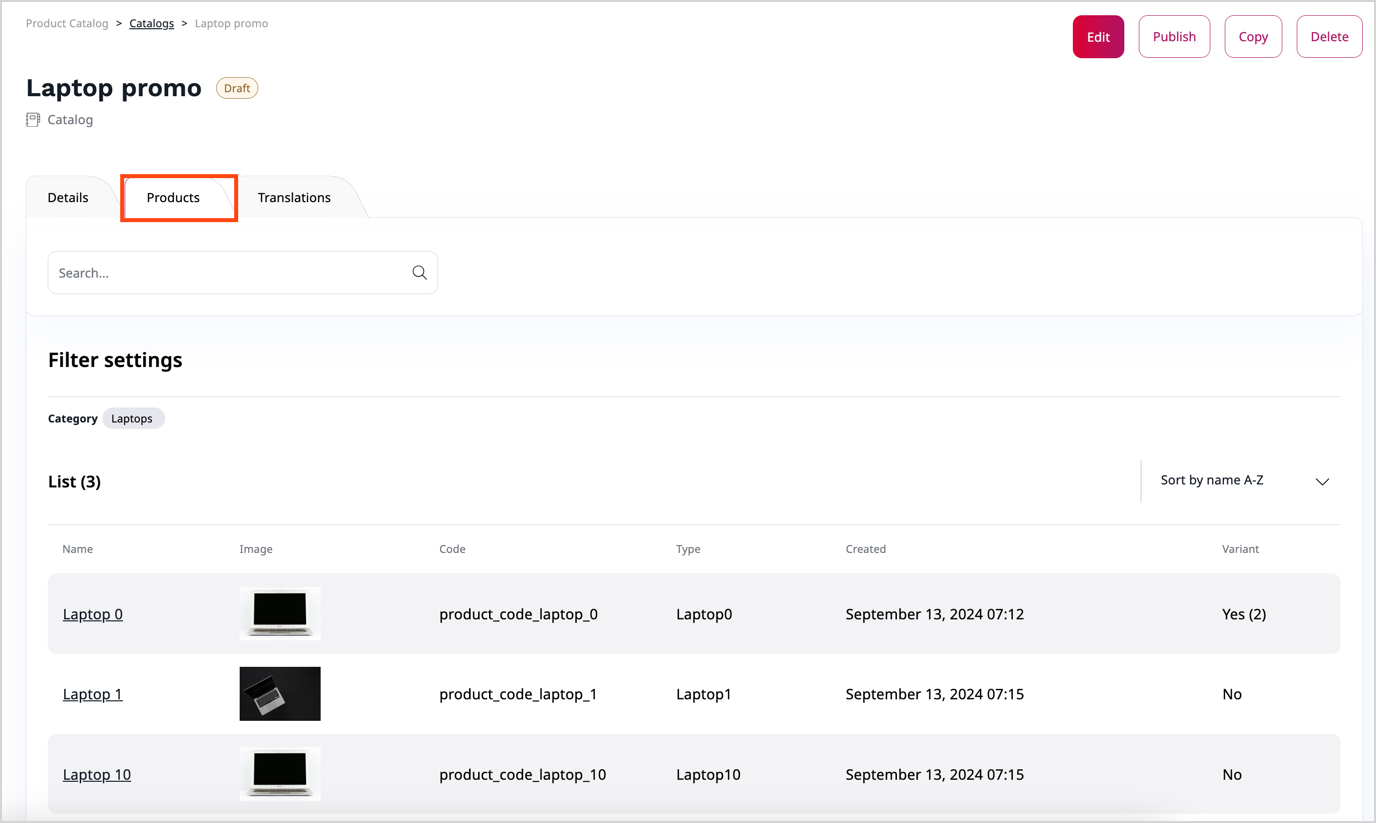 Product Catalog > Catalogs > Laptop promo
Edit Publish Copy Delete
Laptop promo Draft
Catalog
Details Products Translations
Search...
Filter settings
Category Laptops
List (3) Sort by name A-Z
Name Image Code Type Created Variant
Laptop 0 product_code_laptop_0 Laptop0 September 13, 2024 07:12 Yes (2)
Laptop 1 product_code_laptop_1 Laptop1 September 13, 2024 07:15 No
Laptop 10 product_code_laptop_10 Laptop10 September 13, 2024 07:15 No